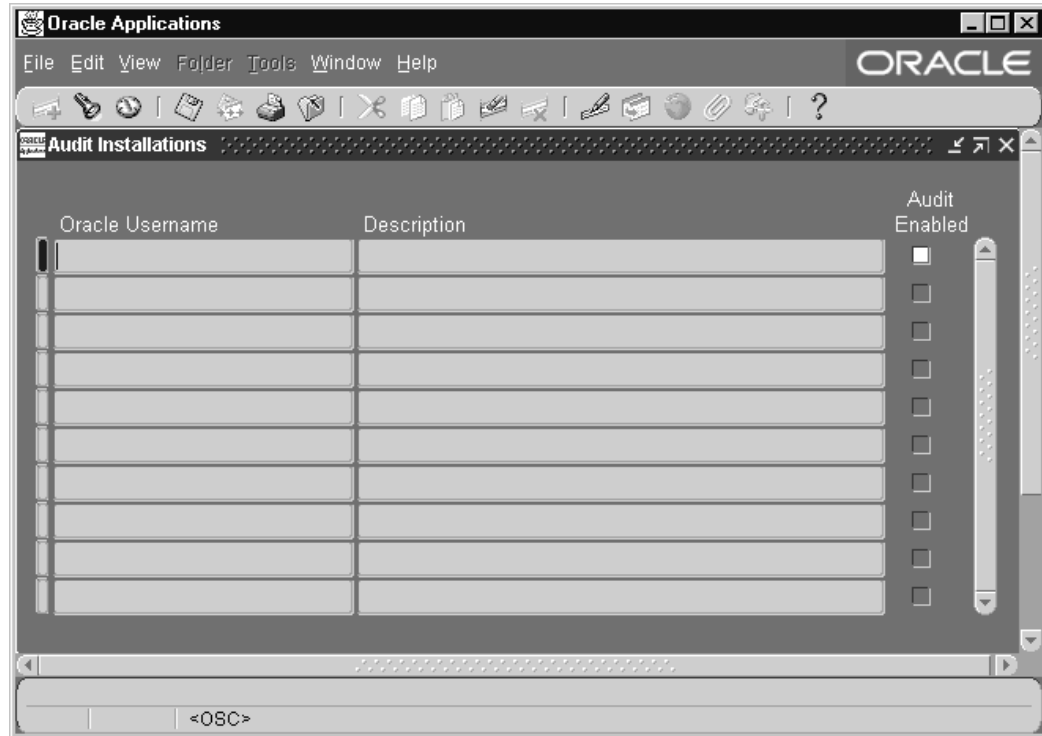 Oracle Applications
File Edit View Folder Tools Window Help
ORACLE
?
Audit Installations
Audit
Oracle Username Description Enabled
<OSC>